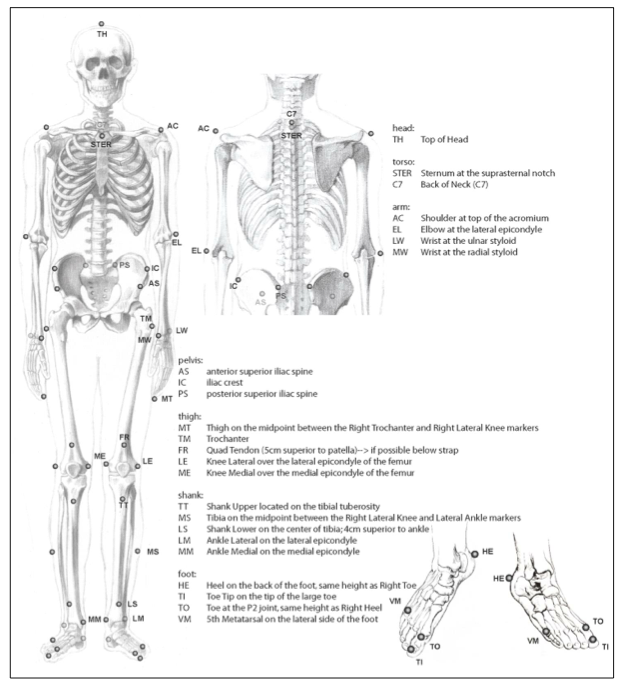 TH
C7
AC
AC
STER
STER
head:
TH Top of Head
torso:
STER Sternum at the suprasternal notch
C7 Back of Neck (C7)
arm:
AC Shoulder at top of the acromium
EL Elbow at the lateral epicondyle
LW Wrist at the ulnar styloid
MW Wrist at the radial styloid
EL
EL
PS
IC
AS
IC
AS
PS
TM
LW
MW
MT
pelvis:
AS anterior superior iliac spine
IC iliac crest
PS posterior superior iliac spine
thigh:
MT Thigh on the midpoint between the Right Trochanter and Right Lateral Knee markers
TM Trochanter
FR Quad Tendon (5cm superior to patella)--> if possible below strap
LE Knee Lateral over the lateral epicondyle of the femur
ME Knee Medial over the medial epicondyle of the femur
FR
ME
LE
TT
shank:
TT Shank Upper located on the tibial tuberosity
MS Tibia on the midpoint between the Right Lateral Knee and Lateral Ankle markers
LS Shank Lower on the center of tibia; 4cm superior to ankle
LM Ankle Lateral on the lateral epicondyle
MM Ankle Medial on the medial epicondyle
MS
LS
MM
LM
foot:
HE Heel on the back of the foot, same height as Right Toe
TI Toe Tip on the tip of the large toe
TO Toe at the P2 joint, same height as Right Heel
VM 5th Metatarsal on the lateral side of the foot
HE
VM
TO
TI
HE
VM
TO
TI